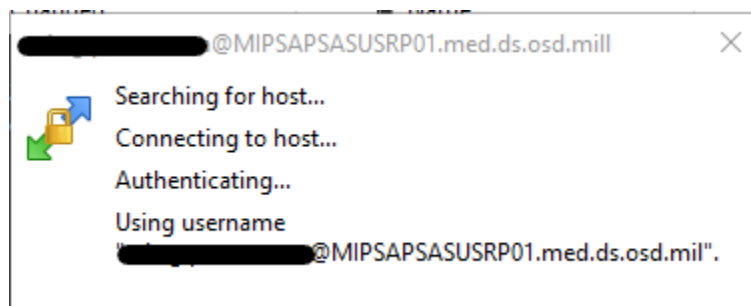 @MIPSAPSASUSRP01.med.ds.osd.mill
Searching for host...
Connecting to host...
Authenticating...
Using username
@MIPSAPSASUSRP01.med.ds.osd.mil".